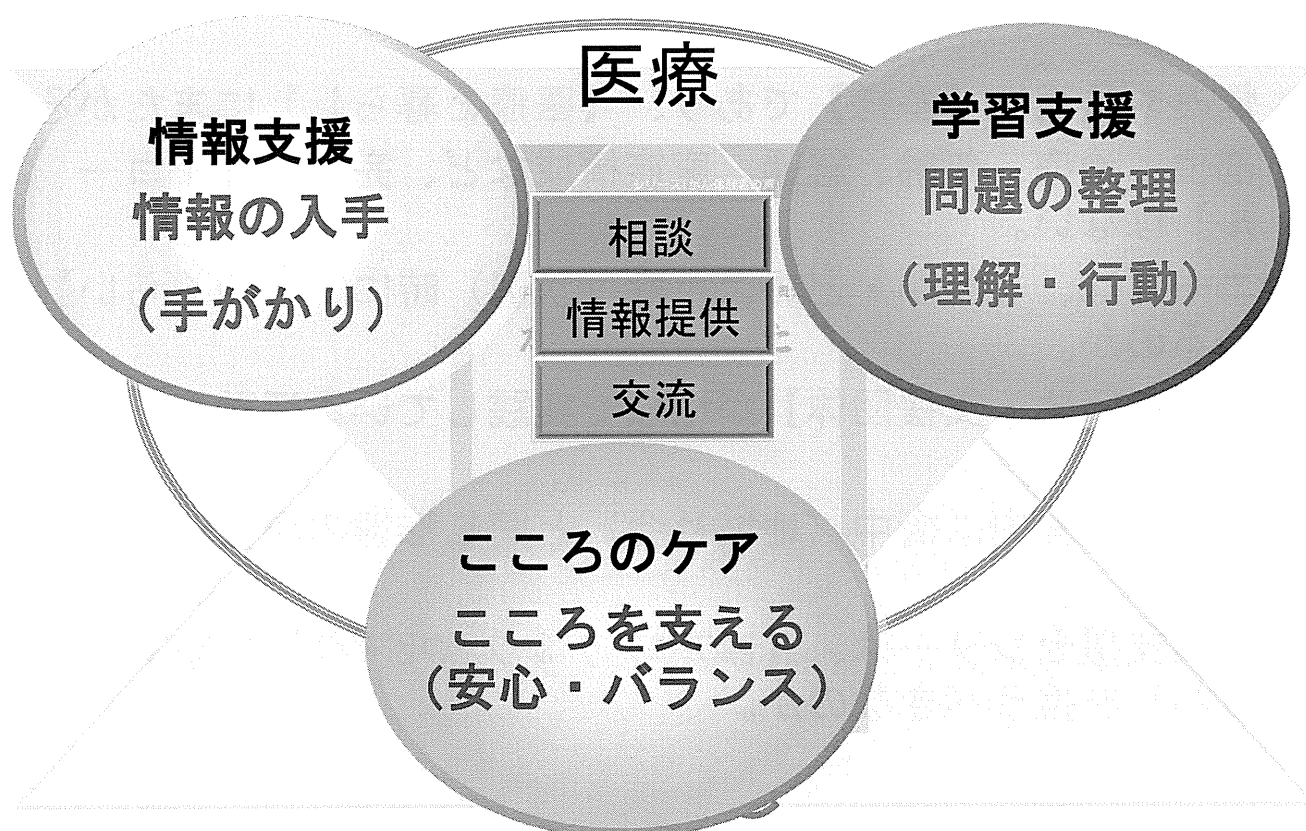 医療
情報支援
情報の入手
(手がかり)
学習支援
問題の整理
(理解・行動)
相談
情報提供
交流
こころのケア
こころを支える
(安心・バランス)